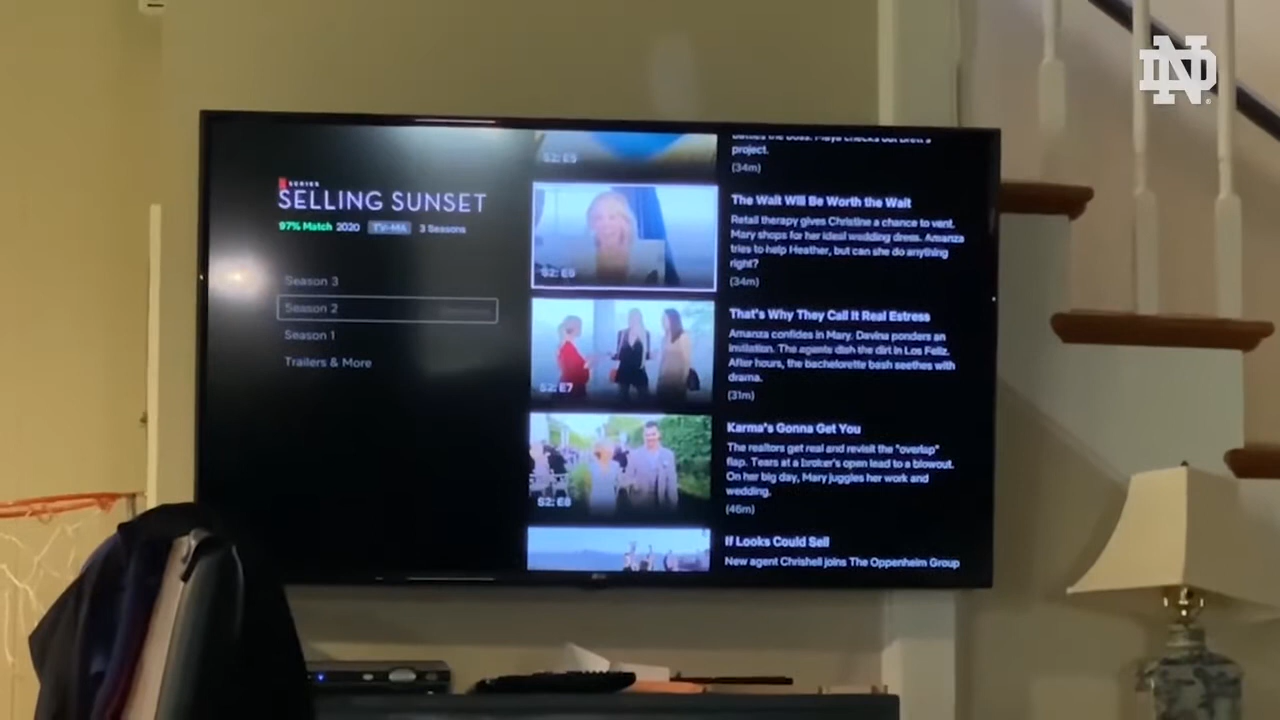 ND
SERIES
SELLING SUNSET
97% Match 2020 TV-MA 3 Seasons
Season 3
Season 2
Season 1
Trailers & More
S2: E5
project.
(34m)
S2: E6
The Wait Will Be Worth the Wait
Retail therapy gives Christine a chance to vent.
Mary shops for her ideal wedding dress. Amanza
tries to help Heather, but can she do anything
right?
(34m)
S2: E7
That's Why They Call It Real Estress
Amanza confides in Mary. Davina ponders an
invitation. The agents dish the dirt in Los Feliz.
After hours, the bachelorette bash seethes with
drama.
(31m)
S2: E8
Karma's Gonna Get You
The realtors get real and revisit the "overlap"
flap. Tears at a broker's open lead to a blowout.
On her big day, Mary juggles her work and
wedding.
(46m)
If Looks Could Sell
New agent Chrishell joins The Oppenheim Group